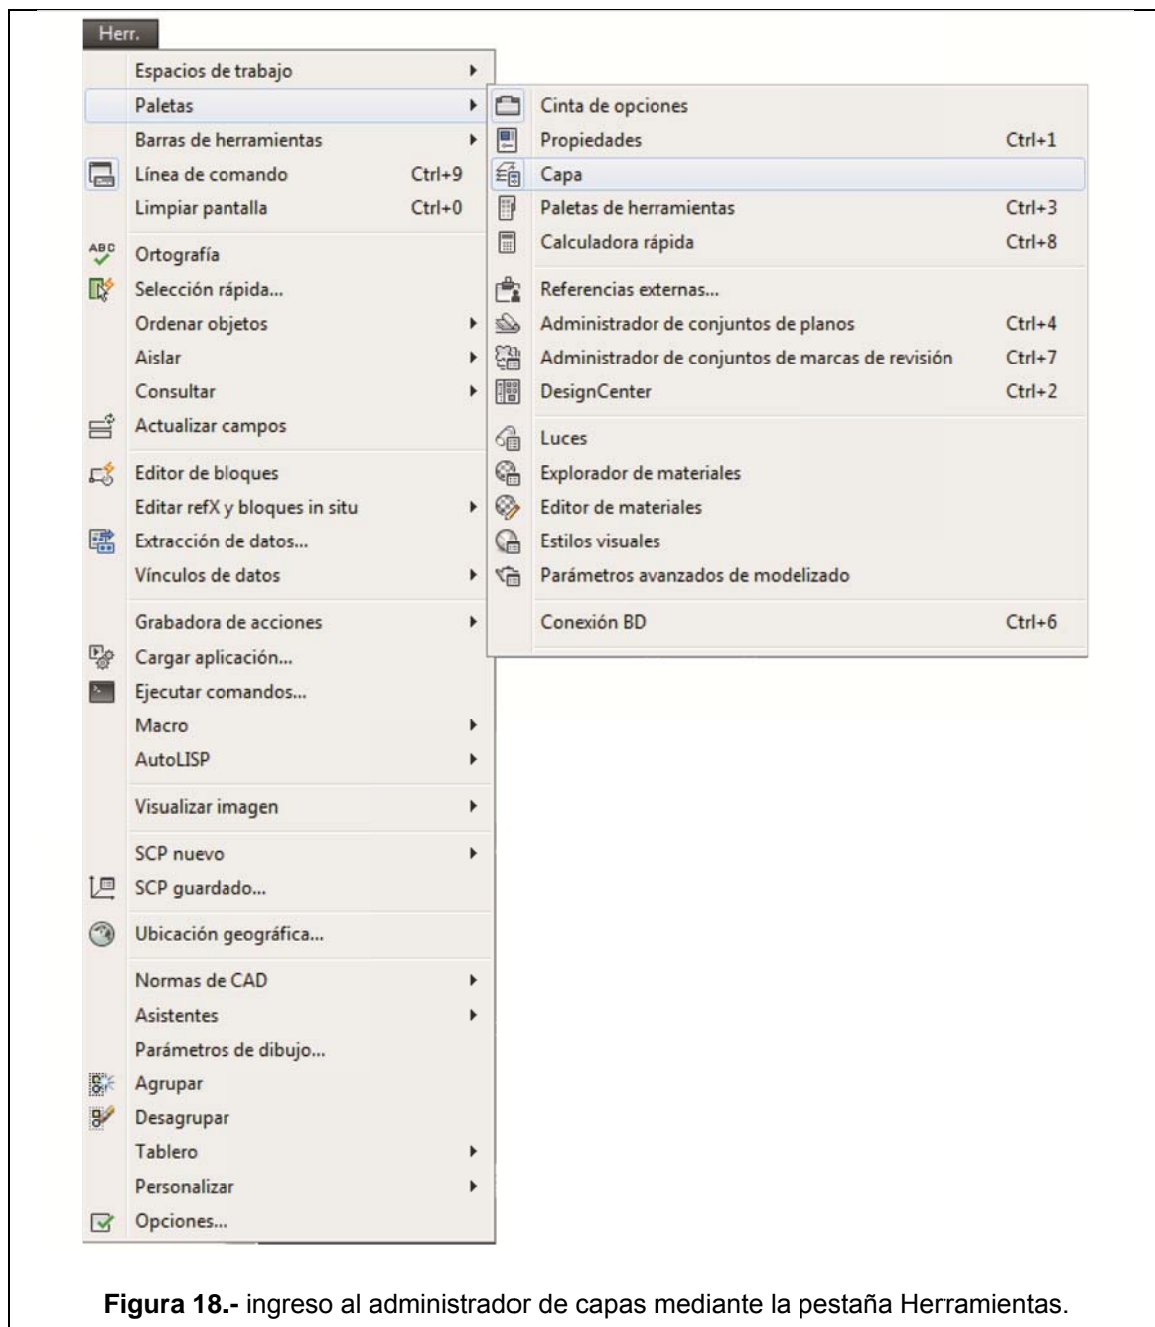 Herr.
Espacios de trabajo
Paletas
Barras de herramientas
Línea de comando Ctrl+9
Limpiar pantalla Ctrl+0
ABC Ortografía
Selección rápida...
Ordenar objetos
Aislar
Consultar
Actualizar campos
Editor de bloques
Editar refX y bloques in situ
Extracción de datos...
Vínculos de datos
Grabadora de acciones
Cargar aplicación...
Ejecutar comandos...
Macro
AutoLISP
Visualizar imagen
SCP nuevo
SCP guardado...
Ubicación geográfica...
Normas de CAD
Asistentes
Parámetros de dibujo...
Agrupar
Desagrupar
Tablero
Personalizar
Opciones...
Cinta de opciones
Propiedades Ctrl+1
Capa
Paletas de herramientas Ctrl+3
Calculadora rápida Ctrl+8
Referencias externas...
Administrador de conjuntos de planos Ctrl+4
Administrador de conjuntos de marcas de revisión Ctrl+7
DesignCenter Ctrl+2
Luces
Explorador de materiales
Editor de materiales
Estilos visuales
Parámetros avanzados de modelizado
Conexión BD Ctrl+6
Figura 18.- ingreso al administrador de capas mediante la pestaña Herramientas.